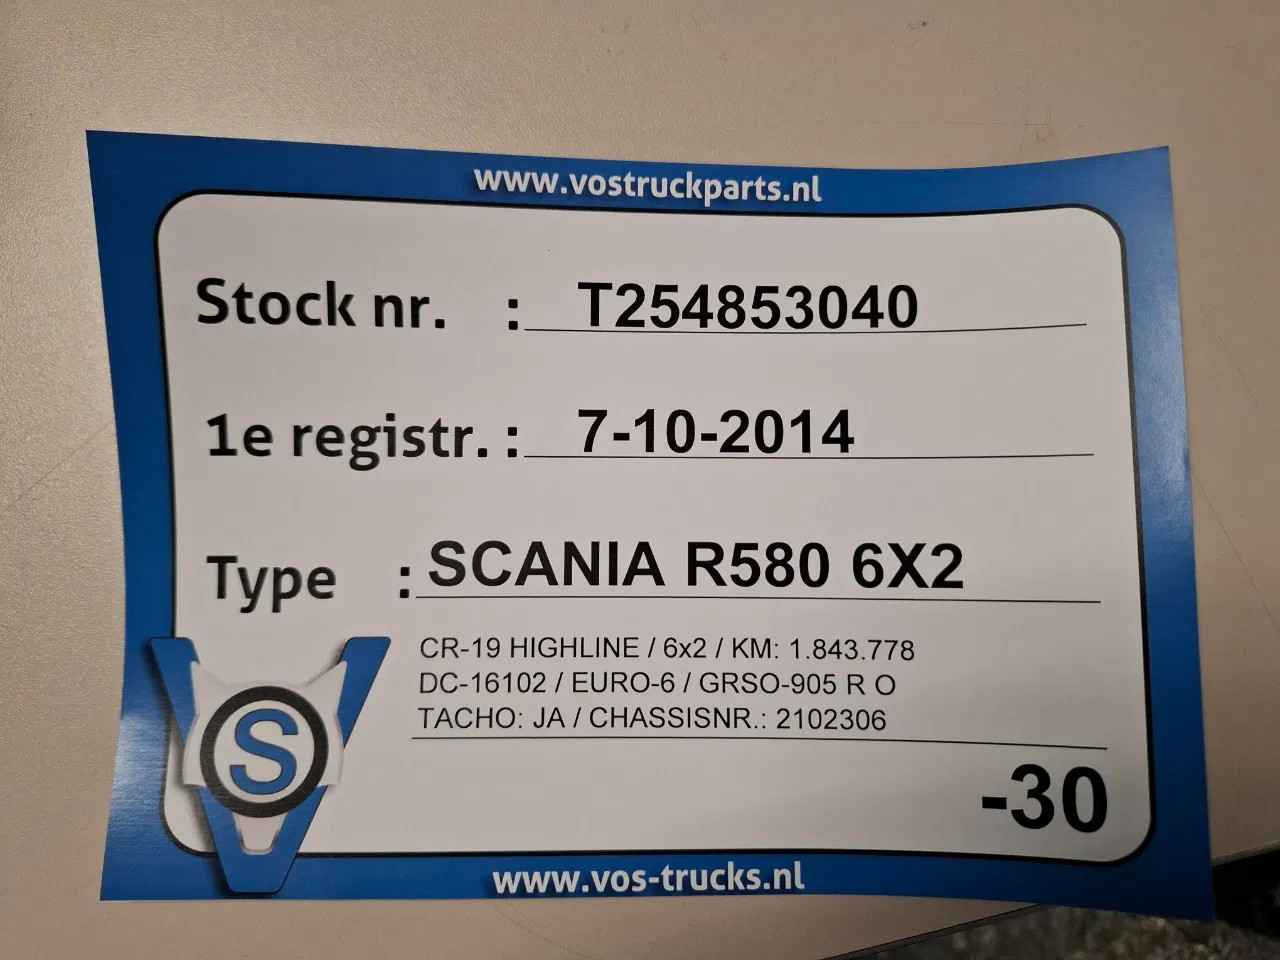 www.vostruckparts.nl
Stock nr. : T254853040
1e registr. : 7-10-2014
Type : SCANIA R580 6X2
CR-19 HIGHLINE / 6x2 / KM: 1.843.778
DC-16102 / EURO-6 / GRSO-905 R O
TACHO: JA / CHASSISNR.: 2102306
VS
-30
www.vos-trucks.nl